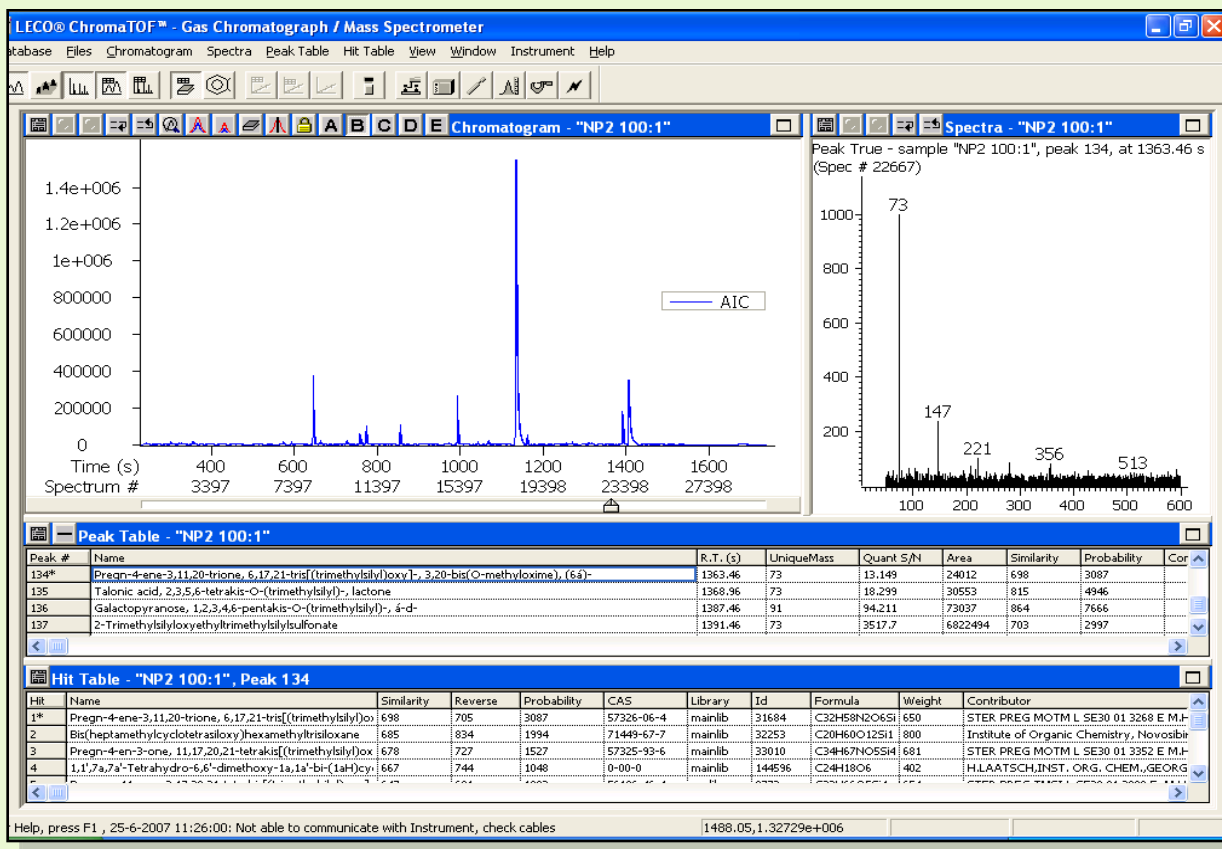 LECO® ChromaTOF™ - Gas Chromatograph / Mass Spectrometer
atabase Files Chromatogram Spectra Peak Table Hit Table View Window Instrument Help
A B C D E Chromatogram - "NP2 100:1"
Spectra - "NP2 100:1"
1.4e+006
1.2e+006
1e+006
800000
600000
400000
200000
0
AIC
Time (s) 400 600 800 1000 1200 1400 1600
Spectrum # 3397 7397 11397 15397 19398 23398 27398
Peak True - sample "NP2 100:1", peak 134, at 1363.46 s
(Spec # 22667)
1000
800
600
400
200
73
147
221
356
513
100 200 300 400 500 600
Peak Table - "NP2 100:1"
Peak # Name R.T. (s) UniqueMass Quant S/N Area Similarity Probability Cor
134* Pregn-4-ene-3,11,20-trione, 6,17,21-tris[(trimethylsilyl)oxy]-, 3,20-bis(O-methyloxime), (6á)- 1363.46 73 13.149 24012 698 3087
135 Talonic acid, 2,3,5,6-tetrakis-O-(trimethylsilyl)-, lactone 1368.96 73 18.299 30553 815 4946
136 Galactopyranose, 1,2,3,4,6-pentakis-O-(trimethylsilyl)-, á-d- 1387.46 91 94.211 73037 864 7666
137 2-Trimethylsilyloxyethyltrimethylsilylsulfonate 1391.46 73 3517.7 6822494 703 2997
Hit Table - "NP2 100:1", Peak 134
Hit Name Similarity Reverse Probability CAS Library Id Formula Weight Contributor
1* Pregn-4-ene-3,11,20-trione, 6,17,21-tris[(trimethylsilyl)o 698 705 3087 57326-06-4 mainlib 31684 C32H58N2O6Si 650 STER PREG MOTM L SE30 01 3268 E M.H
2 Bis(heptamethylcyclotetrasiloxy)hexamethyltrisiloxane 685 834 1994 71449-67-7 mainlib 32253 C20H60O12Si1 800 Institute of Organic Chemistry, Novosibir
3 Pregn-4-en-3-one, 11,17,20,21-tetrakis[(trimethylsilyl)ox 678 727 1527 57325-93-6 mainlib 33010 C34H67NO5Si4 681 STER PREG MOTM L SE30 01 3352 E M.H
4 1,1',7a,7a'-Tetrahydro-6,6'-dimethoxy-1a,1a'-bi-(1aH)cy 667 744 1048 0-00-0 mainlib 144596 C24H18O6 402 H.LAATSCH,INST. ORG. CHEM.,GEORG
Help, press F1 , 25-6-2007 11:26:00: Not able to communicate with Instrument, check cables 1488.05,1.32729e+006